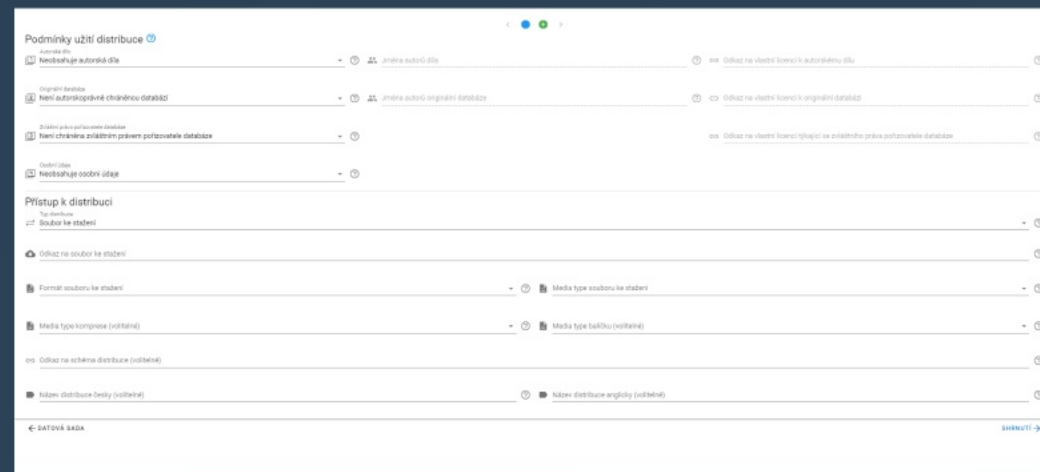 Podmínky užití distribuce
Autorská díla
Neobsahuje autorská díla
Jména autorů díla
Odkaz na vlastní licenci k autorskému dílu
Originální databáze
Není autorskoprávně chráněnou databází
Jména autorů originální databáze
Odkaz na vlastní licenci k originální databázi
Zvláštní právo pořizovatele databáze
Není chráněna zvláštním právem pořizovatele databáze
Odkaz na vlastní licenci týkající se zvláštního práva pořizovatele databáze
Osobní údaje
Neobsahuje osobní údaje
Přístup k distribuci
Typ distribuce
Soubor ke stažení
Odkaz na soubor ke stažení
Formát souboru ke stažení
Media type souboru ke stažení
Media type komprese (volitelné)
Media type balíčku (volitelné)
Odkaz na schéma distribuce (volitelné)
Název distribuce česky (volitelné)
Název distribuce anglicky (volitelné)
DATOVÁ SADA
SHRNUTÍ